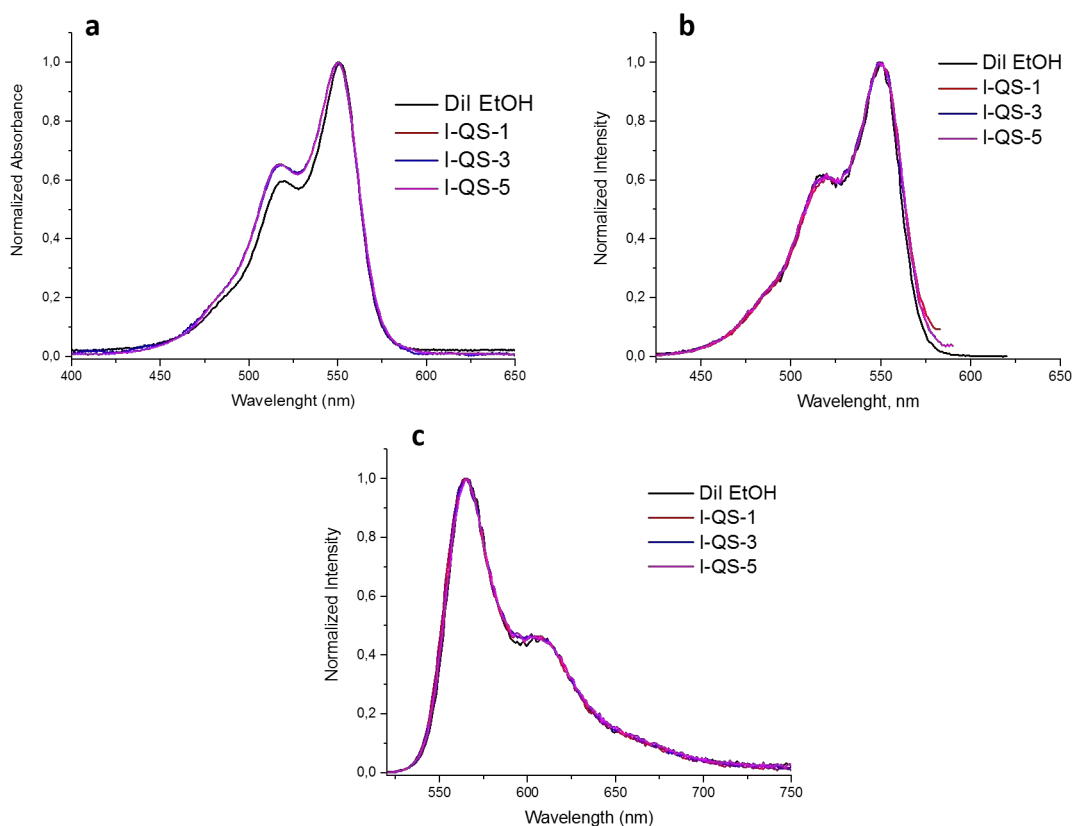 a
1,0
0,8
0,6
0,4
0,2
0,0
400
450
500
550
600
650
Normalized Absorbance
Wavelenght (nm)
DiI EtOH
I-QS-1
I-QS-3
I-QS-5
b
1,0
0,8
0,6
0,4
0,2
0,0
450
500
550
600
650
Normalized Intensity
Wavelenght, nm
DiI EtOH
I-QS-1
I-QS-3
I-QS-5
c
1,0
0,8
0,6
0,4
0,2
0,0
550
600
650
700
750
Normalized Intensity
Wavelength (nm)
DiI EtOH
I-QS-1
I-QS-3
I-QS-5